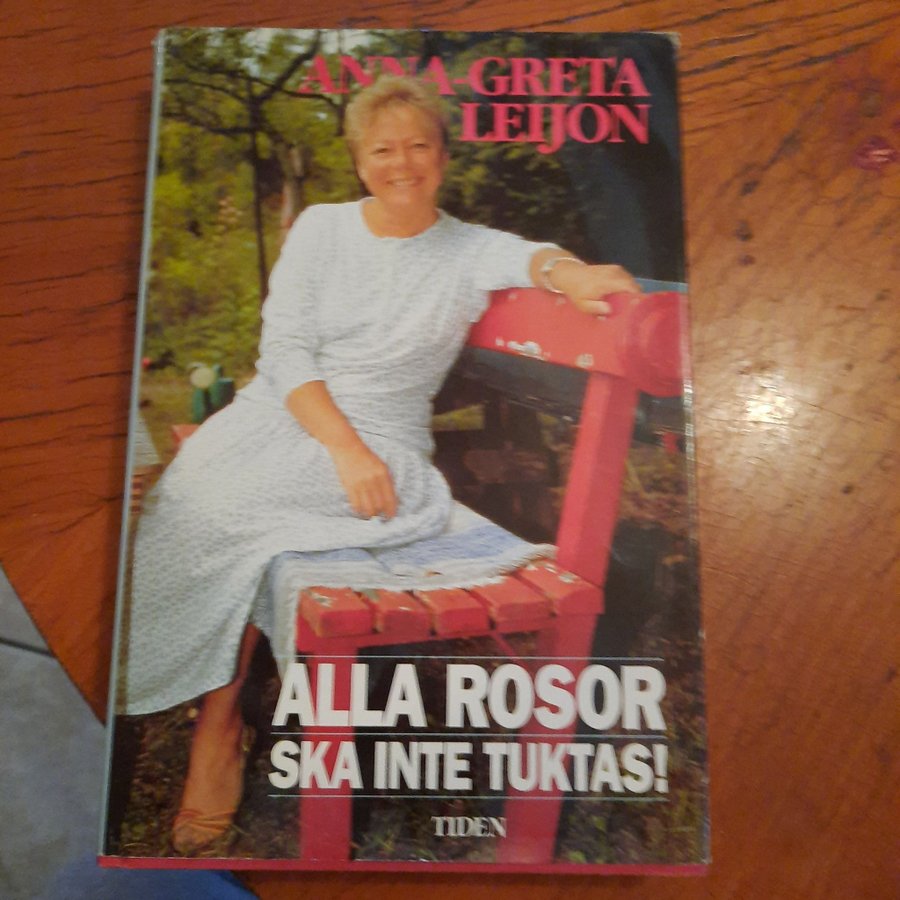 ANNA-GRETA
LEIJON
ALLA ROSOR
SKA INTE TUKTAS!
TIDEN